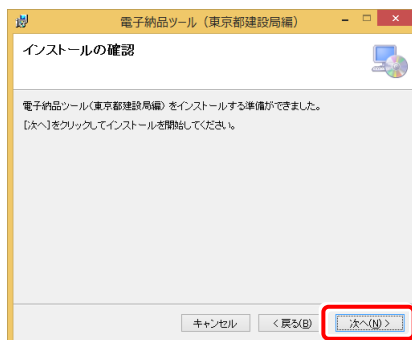 電子納品ツール（東京都建設局編）
インストールの確認
電子納品ツール(東京都建設局編) をインストールする準備ができました。
[次へ]をクリックしてインストールを開始してください。
キャンセル
< 戻る(B)
次へ(N) >